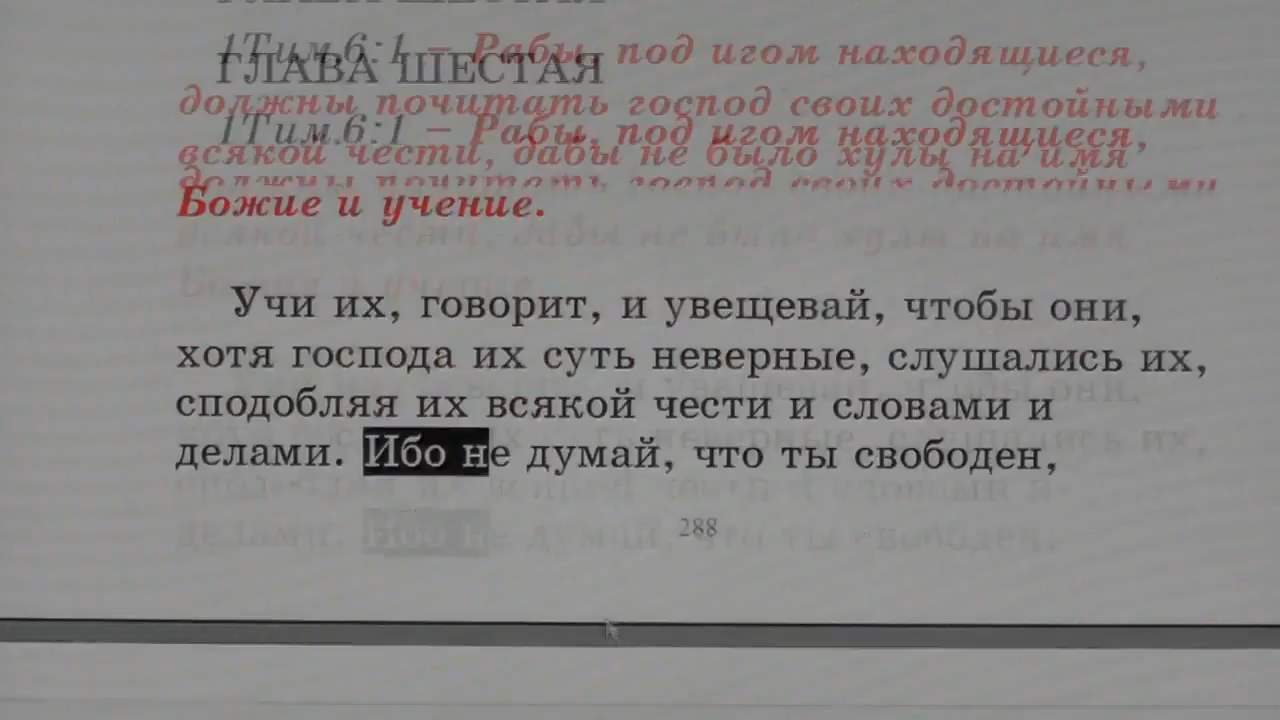 ГЛАВА ШЕСТАЯ
1Тим.6:1 – Рабы, под игом находящиеся,
должны почитать господ своих достойными
всякой чести, дабы не было хулы на имя
Божие и учение.
Учи их, говорит, и увещевай, чтобы они,
хотя господа их суть неверные, слушались их,
сподобляя их всякой чести и словами и
делами. Ибо не думай, что ты свободен,
288